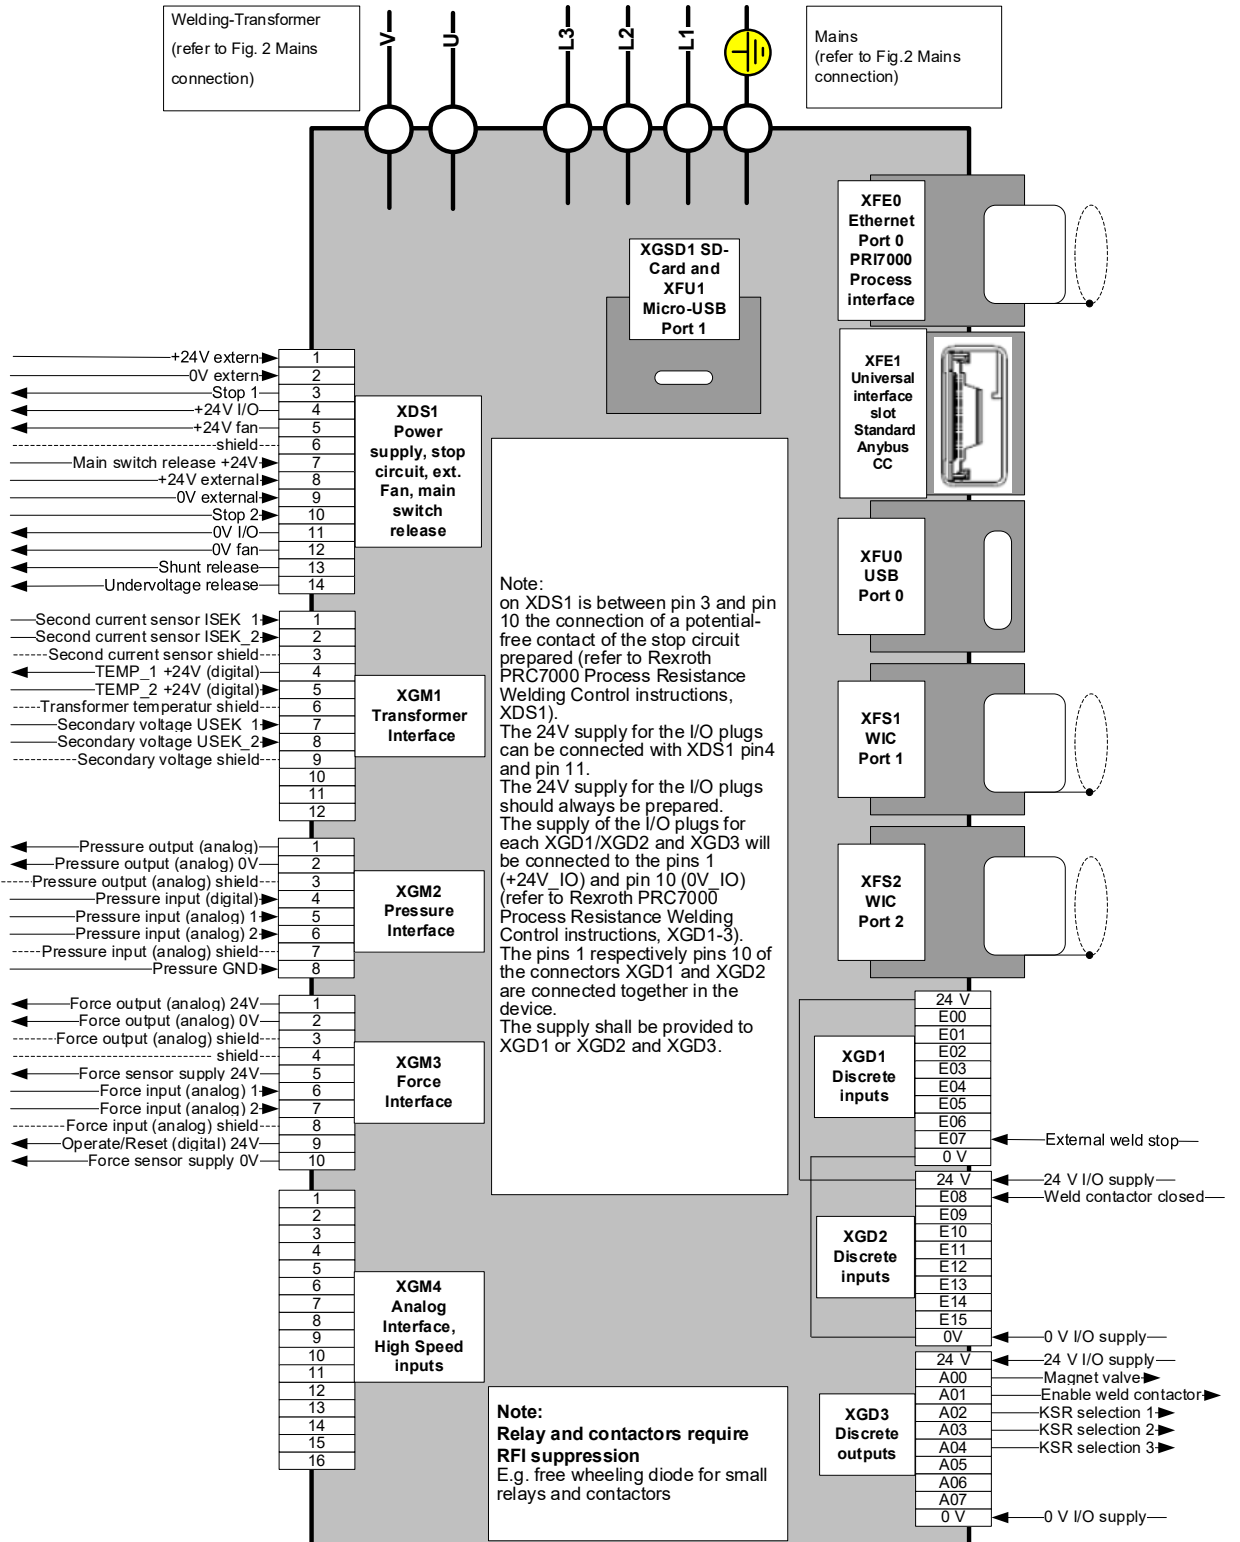 Welding-Transformer
(refer to Fig. 2 Mains
connection)
V
U
L3
L2
L1
Mains
(refer to Fig.2 Mains
connection)
XFE0
Ethernet
Port 0
PRI7000
Process
interface
XGSD1 SD-
Card and
XFU1
Micro-USB
Port 1
XFE1
Universal
interface
slot
Standard
Anybus
CC
XFU0
USB
Port 0
XFS1
WIC
Port 1
XFS2
WIC
Port 2
+24V extern 1
0V extern 2
Stop 1 3
+24V I/O 4
+24V fan 5
shield 6
Main switch release +24V 7
+24V external 8
0V external 9
Stop 2 10
0V I/O 11
0V fan 12
Shunt release 13
Undervoltage release 14
XDS1
Power
supply, stop
circuit, ext.
Fan, main
switch
release
Second current sensor ISEK_1 1
Second current sensor ISEK_2 2
Second current sensor shield 3
TEMP_1 +24V (digital) 4
TEMP_2 +24V (digital) 5
Transformer temperatur shield 6
Secondary voltage USEK_1 7
Secondary voltage USEK_2 8
Secondary voltage shield 9
10
11
12
XGM1
Transformer
Interface
Pressure output (analog) 1
Pressure output (analog) 0V 2
Pressure output (analog) shield 3
Pressure input (digital) 4
Pressure input (analog) 1 5
Pressure input (analog) 2 6
Pressure input (analog) shield 7
Pressure GND 8
XGM2
Pressure
Interface
Force output (analog) 24V 1
Force output (analog) 0V 2
Force output (analog) shield 3
shield 4
Force sensor supply 24V 5
Force input (analog) 1 6
Force input (analog) 2 7
Force input (analog) shield 8
Operate/Reset (digital) 24V 9
Force sensor supply 0V 10
XGM3
Force
Interface
1
2
3
4
5
6
7
8
9
10
11
12
13
14
15
16
XGM4
Analog
Interface,
High Speed
inputs
Note:
on XDS1 is between pin 3 and pin
10 the connection of a potential-
free contact of the stop circuit
prepared (refer to Rexroth
PRC7000 Process Resistance
Welding Control instructions,
XDS1).
The 24V supply for the I/O plugs
can be connected with XDS1 pin4
and pin 11.
The 24V supply for the I/O plugs
should always be prepared.
The supply of the I/O plugs for
each XGD1/XGD2 and XGD3 will
be connected to the pins 1
(+24V_IO) and pin 10 (0V_IO)
(refer to Rexroth PRC7000
Process Resistance Welding
Control instructions, XGD1-3).
The pins 1 respectively pins 10 of
the connectors XGD1 and XGD2
are connected together in the
device.
The supply shall be provided to
XGD1 or XGD2 and XGD3.
Note:
Relay and contactors require
RFI suppression
E.g. free wheeling diode for small
relays and contactors
XGD1
Discrete
inputs
24 V
E00
E01
E02
E03
E04
E05
E06
E07 External weld stop
0 V
XGD2
Discrete
inputs
24 V 24 V I/O supply
E08 Weld contactor closed
E09
E10
E11
E12
E13
E14
E15
0V 0 V I/O supply
XGD3
Discrete
outputs
24 V 24 V I/O supply
A00 Magnet valve
A01 Enable weld contactor
A02 KSR selection 1
A03 KSR selection 2
A04 KSR selection 3
A05
A06
A07
0 V 0 V I/O supply